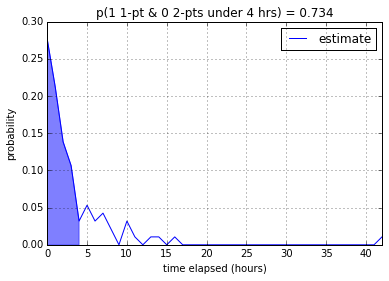 p(1 1-pt & 0 2-pts under 4 hrs) = 0.734
estimate
probability
0.30
0.25
0.20
0.15
0.10
0.05
0.00
0 5 10 15 20 25 30 35 40
time elapsed (hours)